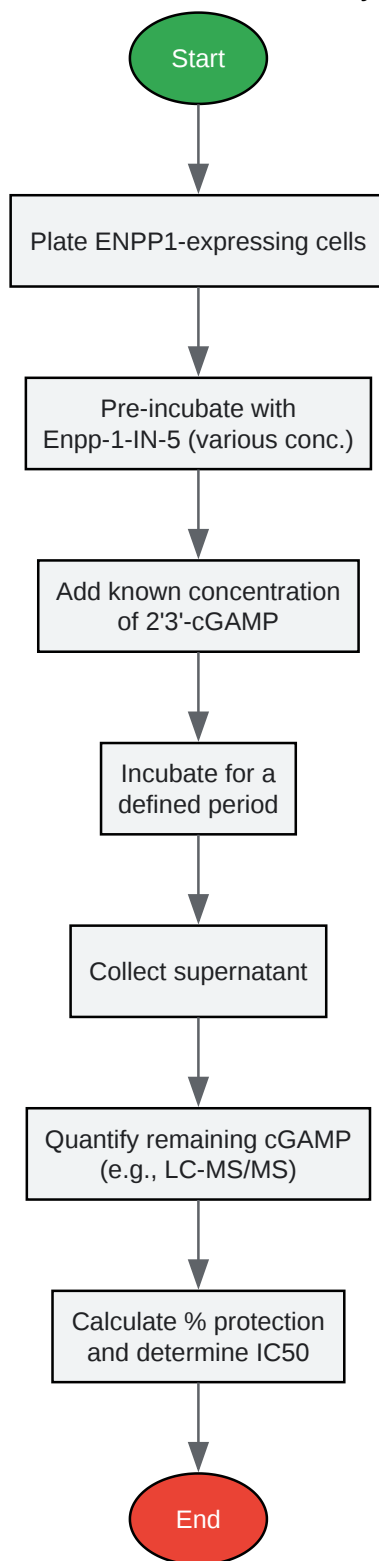 Start
Plate ENPP1-expressing cells
Pre-incubate with
Enpp-1-IN-5 (various conc.)
Add known concentration
of 2'3'-cGAMP
Incubate for a
defined period
Collect supernatant
Quantify remaining cGAMP
(e.g., LC-MS/MS)
Calculate % protection
and determine IC50
End